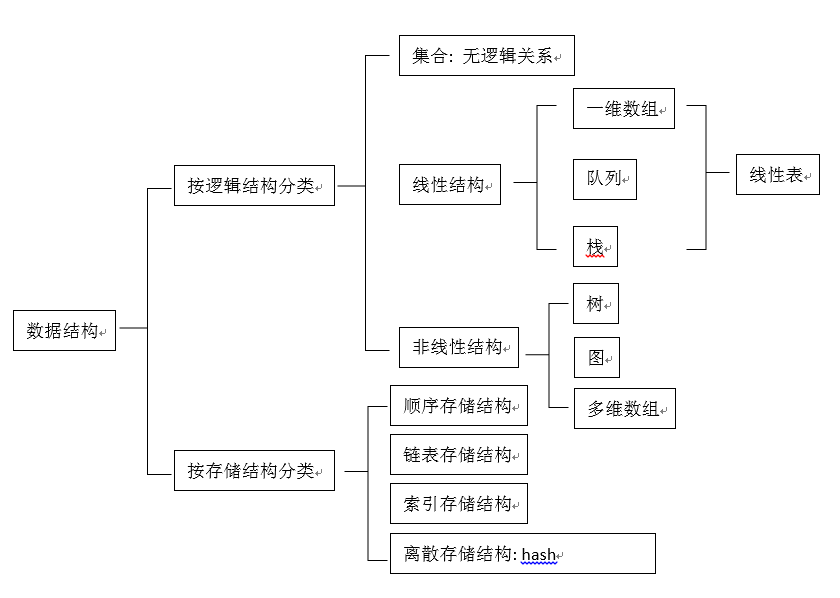 数据结构
按逻辑结构分类
集合: 无逻辑关系
线性结构
一维数组
队列
栈
线性表
非线性结构
树
图
多维数组
按存储结构分类
顺序存储结构
链表存储结构
索引存储结构
离散存储结构: hash